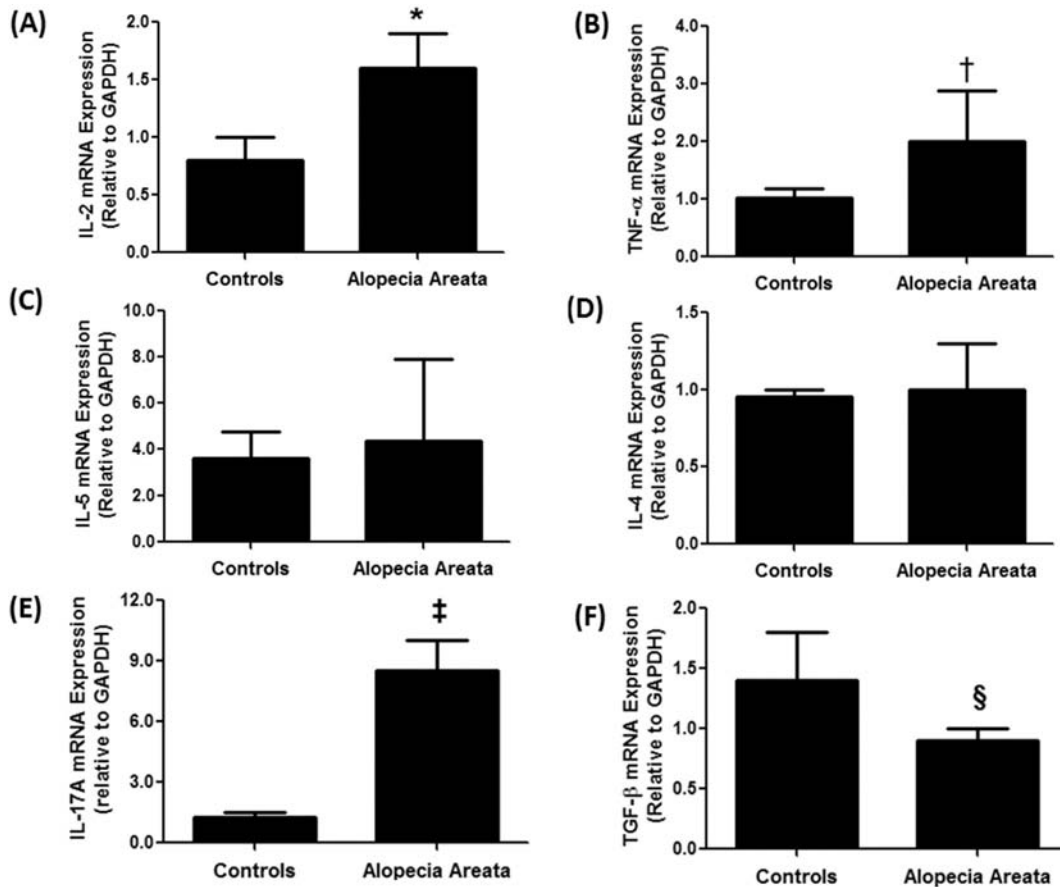 (A)
IL-2 mRNA Expression
(Relative to GAPDH)
2.0
1.5
1.0
0.5
0.0
*
Controls
Alopecia Areata
(B)
TNF-α mRNA Expression
(Relative to GAPDH)
4.0
3.0
2.0
1.0
0.0
†
Controls
Alopecia Areata
(C)
IL-5 mRNA Expression
(Relative to GAPDH)
10.0
8.0
6.0
4.0
2.0
0.0
Controls
Alopecia Areata
(D)
IL-4 mRNA Expression
(Relative to GAPDH)
1.5
1.0
0.5
0.0
Controls
Alopecia Areata
(E)
IL-17A mRNA Expression
(relative to GAPDH)
12.0
9.0
6.0
3.0
0.0
‡
Controls
Alopecia Areata
(F)
TGF-β mRNA Expression
(Relative to GAPDH)
2.0
1.5
1.0
0.5
0.0
§
Controls
Alopecia Areata